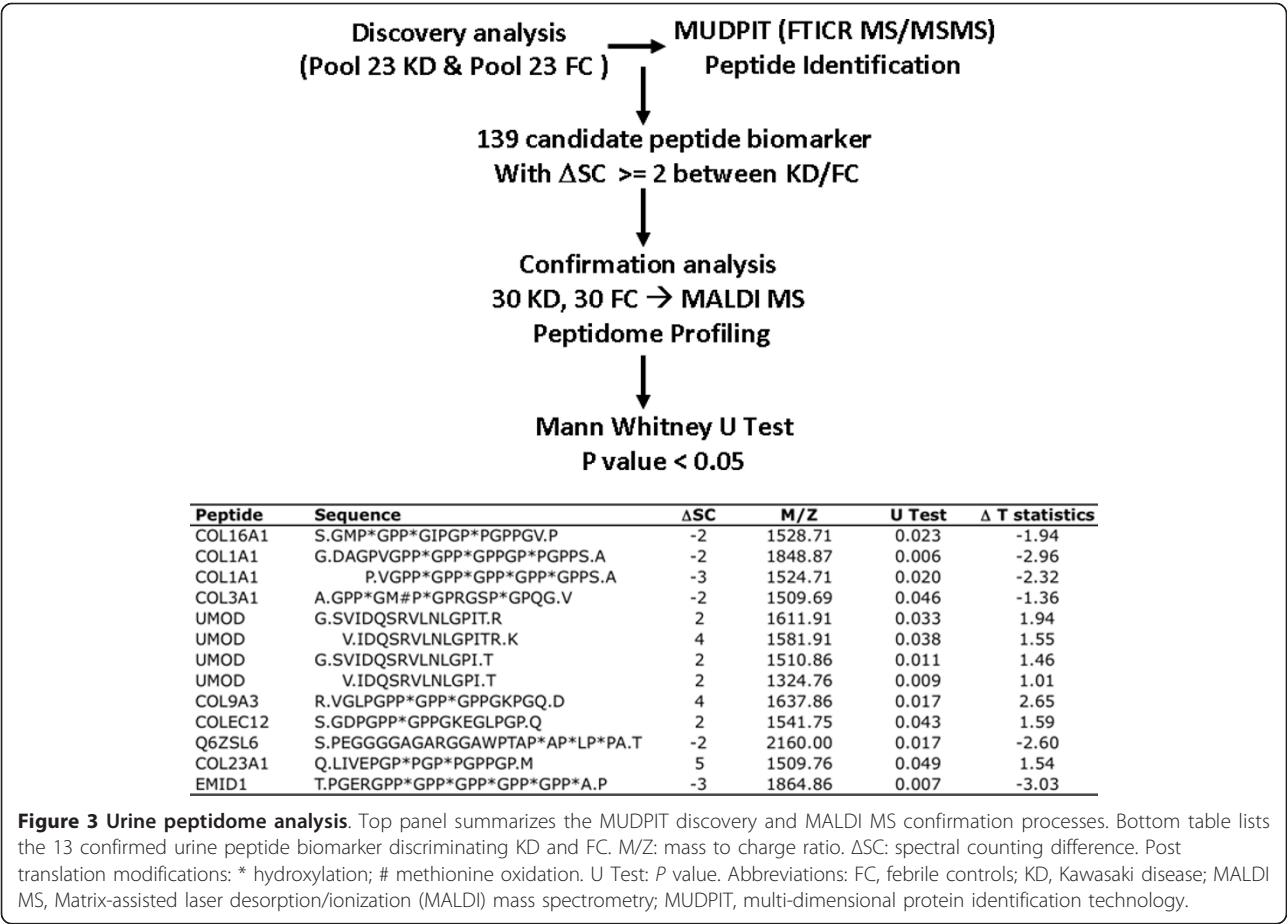 Discovery analysis
(Pool 23 KD & Pool 23 FC )
MUDPIT (FTICR MS/MSMS)
Peptide Identification
139 candidate peptide biomarker
With ΔSC >= 2 between KD/FC
Confirmation analysis
30 KD, 30 FC → MALDI MS
Peptidome Profiling
Mann Whitney U Test
P value < 0.05
Peptide Sequence ΔSC M/Z U Test Δ T statistics
COL16A1 S.GMP*GPP*GIPGP*PGPPGV.P -2 1528.71 0.023 -1.94
COL1A1 G.DAGPVGPP*GPP*GPPGP*PGPPS.A -2 1848.87 0.006 -2.96
COL1A1 P.VGPP*GPP*GPP*GPP*GPPS.A -3 1524.71 0.020 -2.32
COL3A1 A.GPP*GM#P*GPRGSP*GPQG.V -2 1509.69 0.046 -1.36
UMOD G.SVIDQSRVLNLGPIT.R 2 1611.91 0.033 1.94
UMOD V.IDQSRVLNLGPITR.K 4 1581.91 0.038 1.55
UMOD G.SVIDQSRVLNLGPI.T 2 1510.86 0.011 1.46
UMOD V.IDQSRVLNLGPI.T 2 1324.76 0.009 1.01
COL9A3 R.VGLPGPP*GPP*GPPGKPGQ.D 4 1637.86 0.017 2.65
COLEC12 S.GDPGPP*GPPGKEGLPGP.Q 2 1541.75 0.043 1.59
Q6ZSL6 S.PEGGGGAGARGGAWPTAP*AP*LP*PA.T -2 2160.00 0.017 -2.60
COL23A1 Q.LIVEPGP*PGP*PGPPGP.M 5 1509.76 0.049 1.54
EMID1 T.PGERGPP*GPP*GPP*GPP*GPP*A.P -3 1864.86 0.007 -3.03
Figure 3 Urine peptidome analysis. Top panel summarizes the MUDPIT discovery and MALDI MS confirmation processes. Bottom table lists
the 13 confirmed urine peptide biomarker discriminating KD and FC. M/Z: mass to charge ratio. ΔSC: spectral counting difference. Post
translation modifications: * hydroxylation; # methionine oxidation. U Test: P value. Abbreviations: FC, febrile controls; KD, Kawasaki disease; MALDI
MS, Matrix-assisted laser desorption/ionization (MALDI) mass spectrometry; MUDPIT, multi-dimensional protein identification technology.